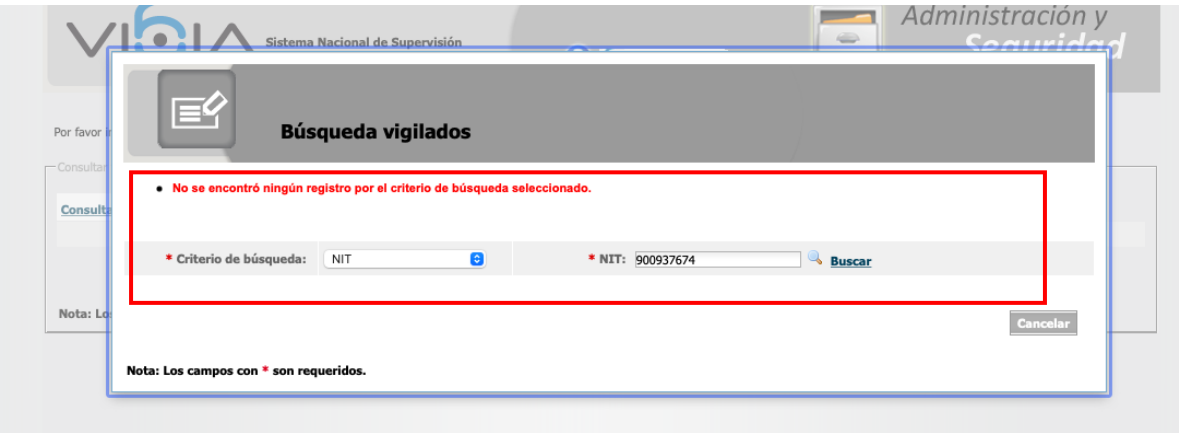 VIGIA
Sistema Nacional de Supervisión
Administración y
Seguridad
Búsqueda vigilados
Por favor
Consultar
No se encontró ningún registro por el criterio de búsqueda seleccionado.
Consulta
* Criterio de búsqueda: NIT * NIT: 900937674 Buscar
Nota: Lo
Cancelar
Nota: Los campos con * son requeridos.